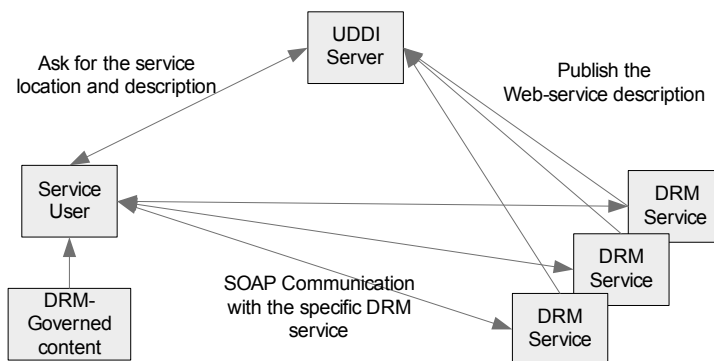 UDDI
Server
Ask for the service
location and description
Publish the
Web-service description
Service
User
DRM
Service
DRM
Service
DRM
Service
SOAP Communication
with the specific DRM
service
DRM-
Governed
content